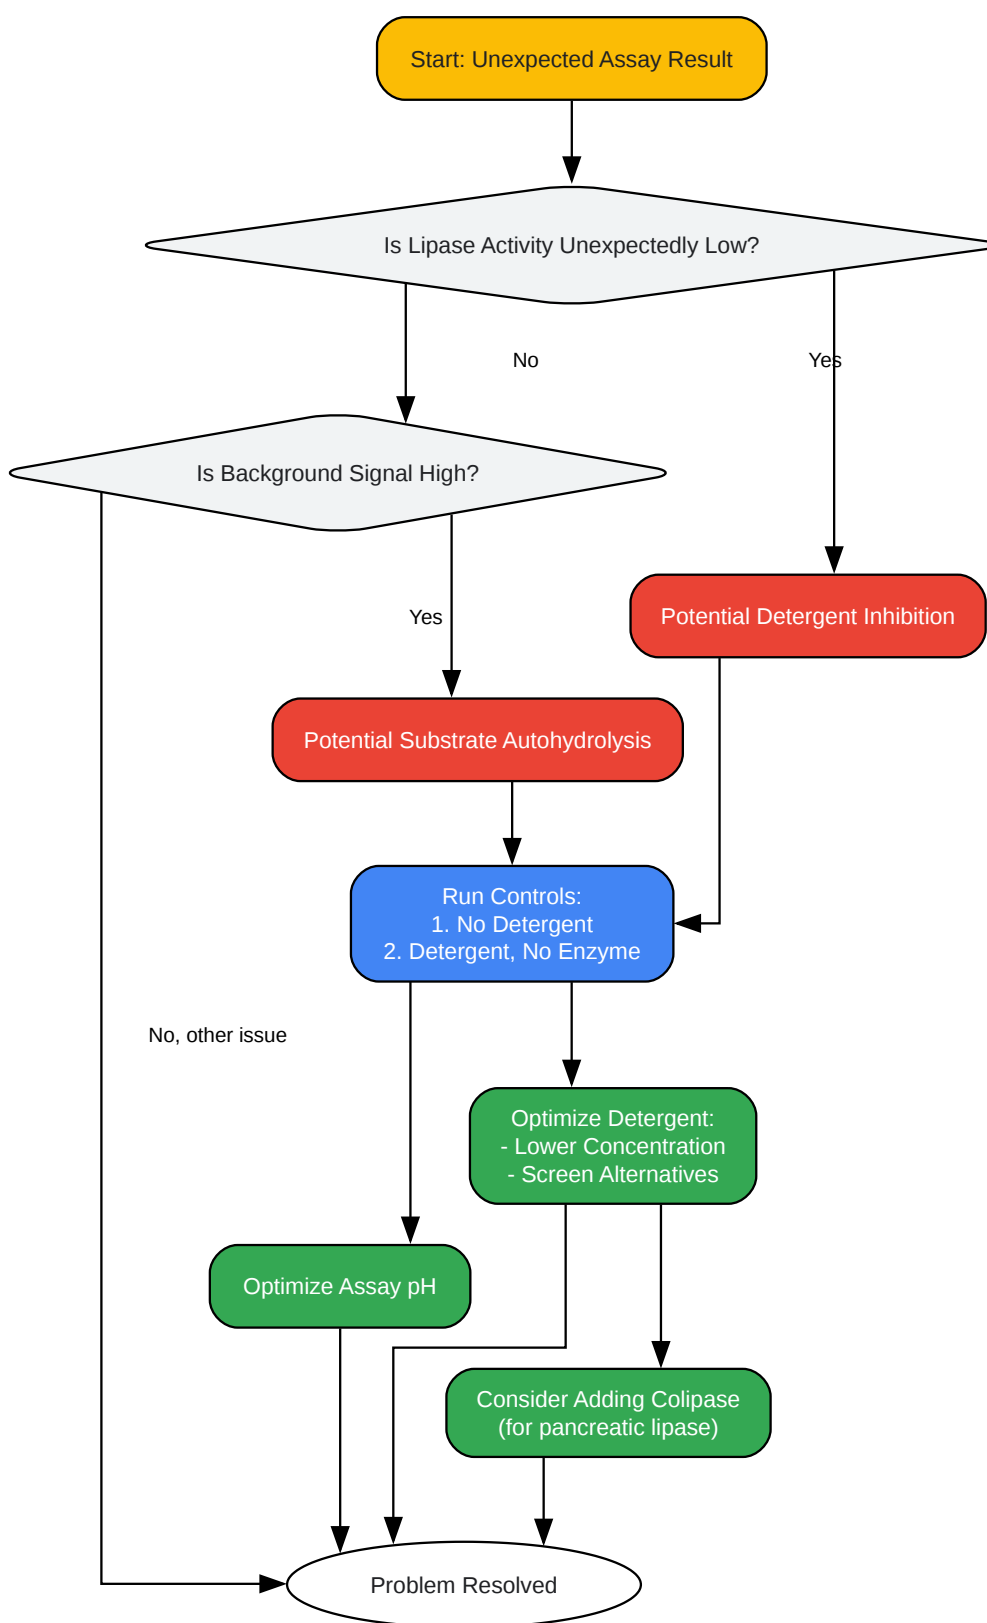 Start: Unexpected Assay Result
Is Lipase Activity Unexpectedly Low?
No
Yes
Is Background Signal High?
Yes
Potential Detergent Inhibition
Potential Substrate Autohydrolysis
Run Controls:
1. No Detergent
2. Detergent, No Enzyme
No, other issue
Optimize Detergent:
- Lower Concentration
- Screen Alternatives
Optimize Assay pH
Consider Adding Colipase
(for pancreatic lipase)
Problem Resolved